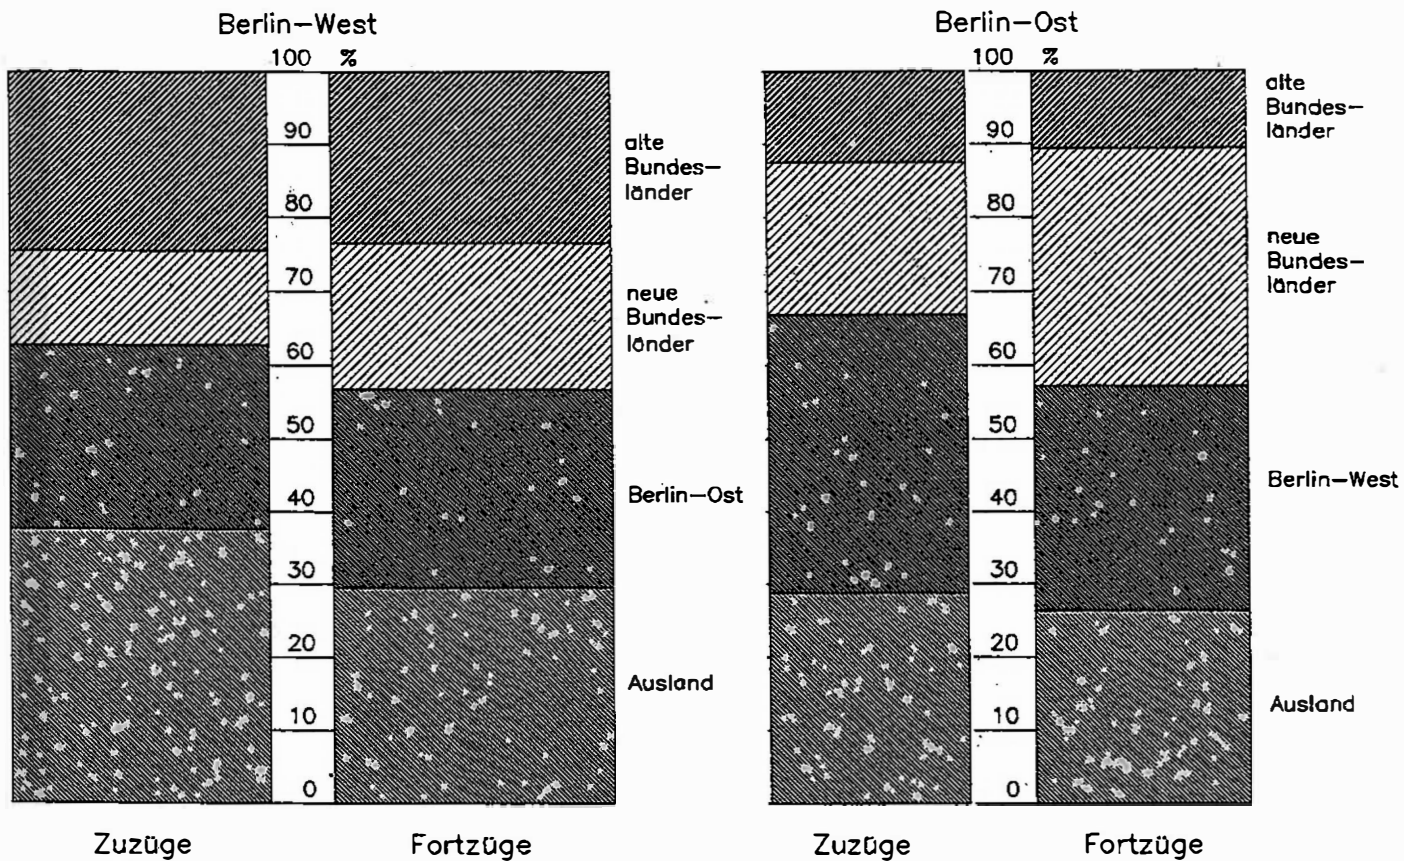 Berlin–West
100 %
90
80
70
60
50
40
30
20
10
0
alte
Bundes–
länder
neue
Bundes–
länder
Berlin–Ost
Ausland
Zuzüge
Fortzüge
Berlin–Ost
100 %
90
80
70
60
50
40
30
20
10
0
alte
Bundes–
länder
neue
Bundes–
länder
Berlin–West
Ausland
Zuzüge
Fortzüge